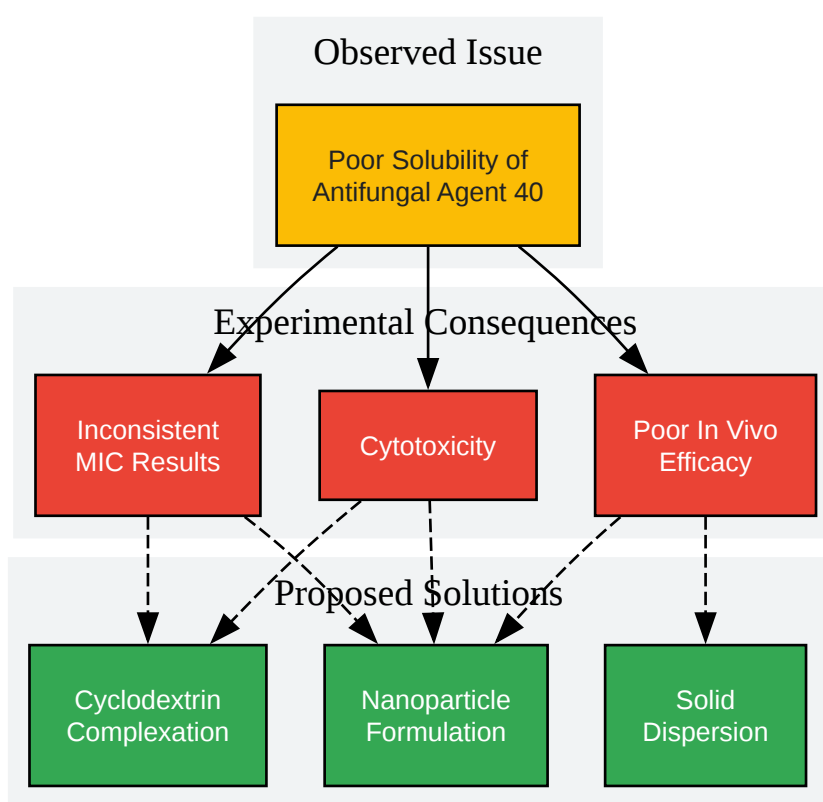 Observed Issue
Poor Solubility of
Antifungal Agent 40
Experimental Consequences
Inconsistent
MIC Results
Cytotoxicity
Poor In Vivo
Efficacy
Proposed Solutions
Cyclodextrin
Complexation
Nanoparticle
Formulation
Solid
Dispersion